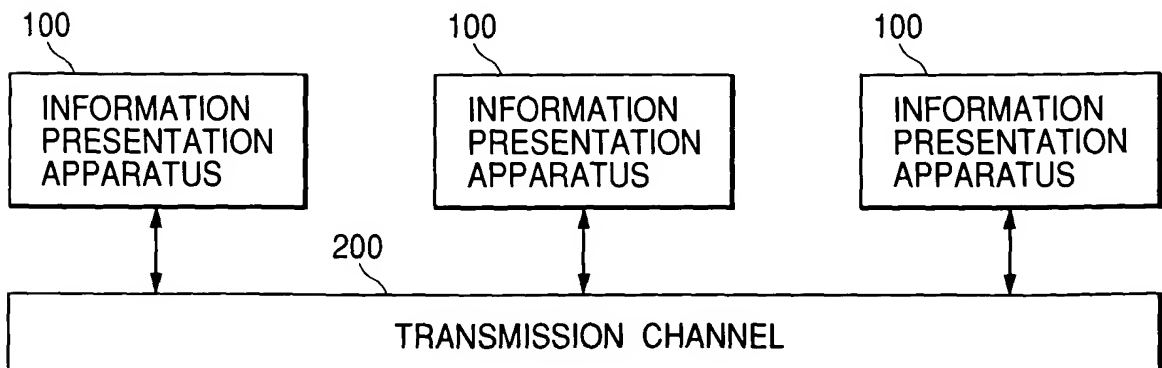 100
100
100
INFORMATION
PRESENTATION
APPARATUS
INFORMATION
PRESENTATION
APPARATUS
INFORMATION
PRESENTATION
APPARATUS
200
TRANSMISSION CHANNEL